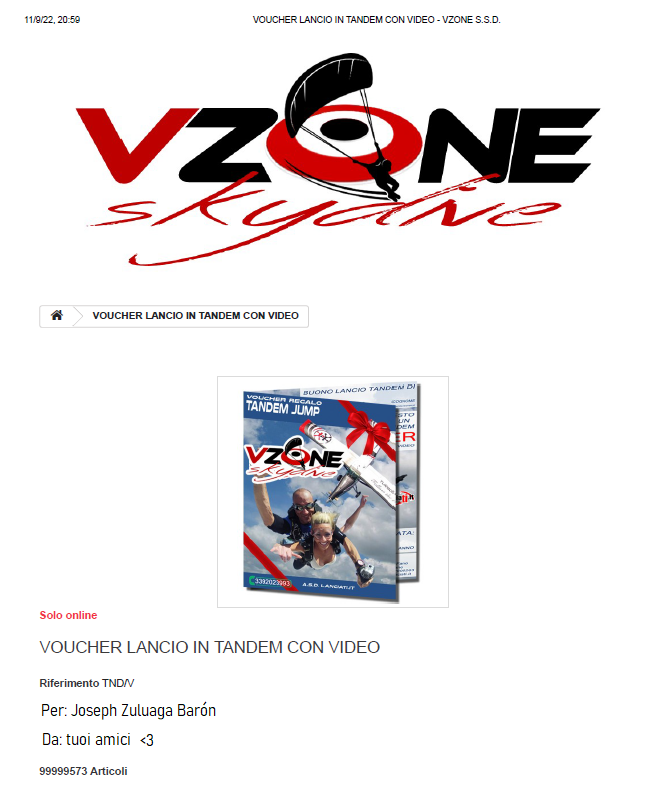 11/9/22, 20:59 VOUCHER LANCIO IN TANDEM CON VIDEO - VZONE S.S.D.
VZONE
skydive
VOUCHER LANCIO IN TANDEM CON VIDEO
VOUCHER REGALO
TANDEM JUMP
BUONO LANCIO TANDEM DI
VZONE
skydive
3392023993
A.S.D. LANCIATI.IT
Solo online
VOUCHER LANCIO IN TANDEM CON VIDEO
Riferimento TND/V
Per: Joseph Zuluaga Barón
Da: tuoi amici <3
99999573 Articoli